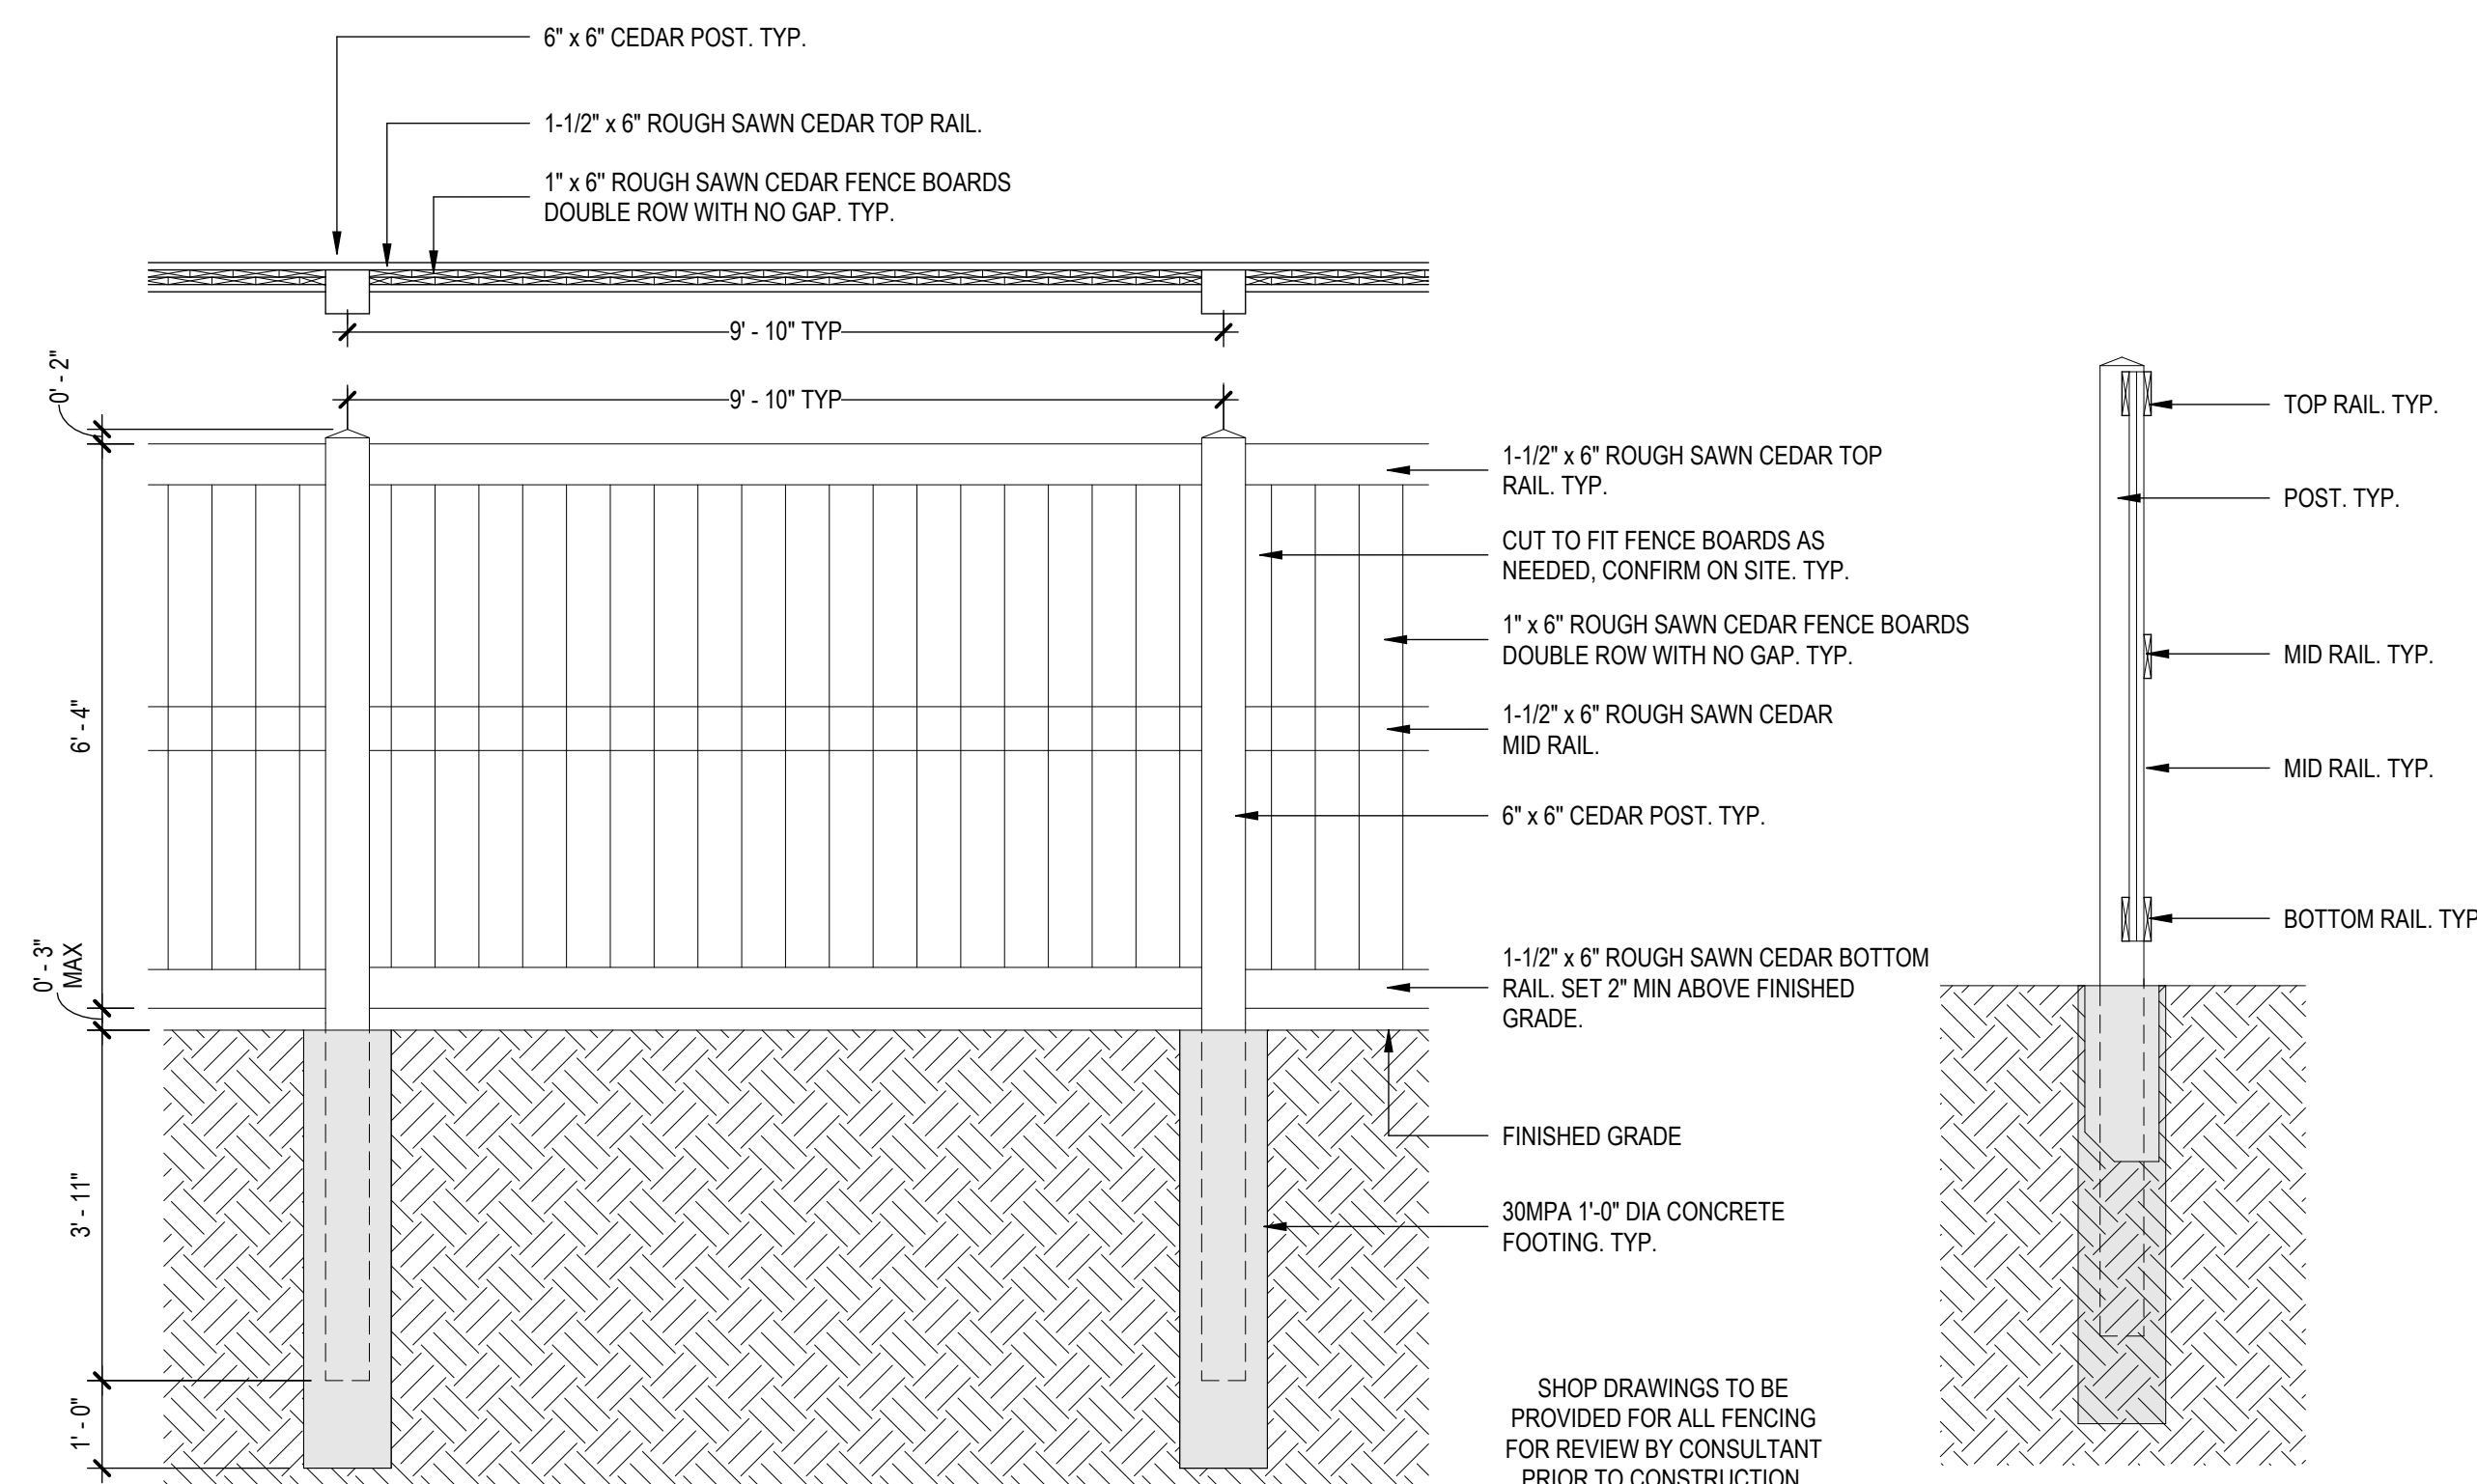 6" x 6" CEDAR POST. TYP.
1-1/2" x 6" ROUGH SAWN CEDAR TOP RAIL.
1" x 6" ROUGH SAWN CEDAR FENCE BOARDS
DOUBLE ROW WITH NO GAP. TYP.
9' - 10" TYP
0' - 2"
9' - 10" TYP
6' - 4"
0' - 3"
MAX
3' - 11"
1' - 0"
1-1/2" x 6" ROUGH SAWN CEDAR TOP
RAIL. TYP.
CUT TO FIT FENCE BOARDS AS
NEEDED, CONFIRM ON SITE. TYP.
1" x 6" ROUGH SAWN CEDAR FENCE BOARDS
DOUBLE ROW WITH NO GAP. TYP.
1-1/2" x 6" ROUGH SAWN CEDAR
MID RAIL.
6" x 6" CEDAR POST. TYP.
1-1/2" x 6" ROUGH SAWN CEDAR BOTTOM
RAIL. SET 2" MIN ABOVE FINISHED
GRADE.
FINISHED GRADE
30MPA 1'-0" DIA CONCRETE
FOOTING. TYP.
SHOP DRAWINGS TO BE
PROVIDED FOR ALL FENCING
FOR REVIEW BY CONSULTANT
PRIOR TO CONSTRUCTION
TOP RAIL. TYP.
POST. TYP.
MID RAIL. TYP.
MID RAIL. TYP.
BOTTOM RAIL. TYP